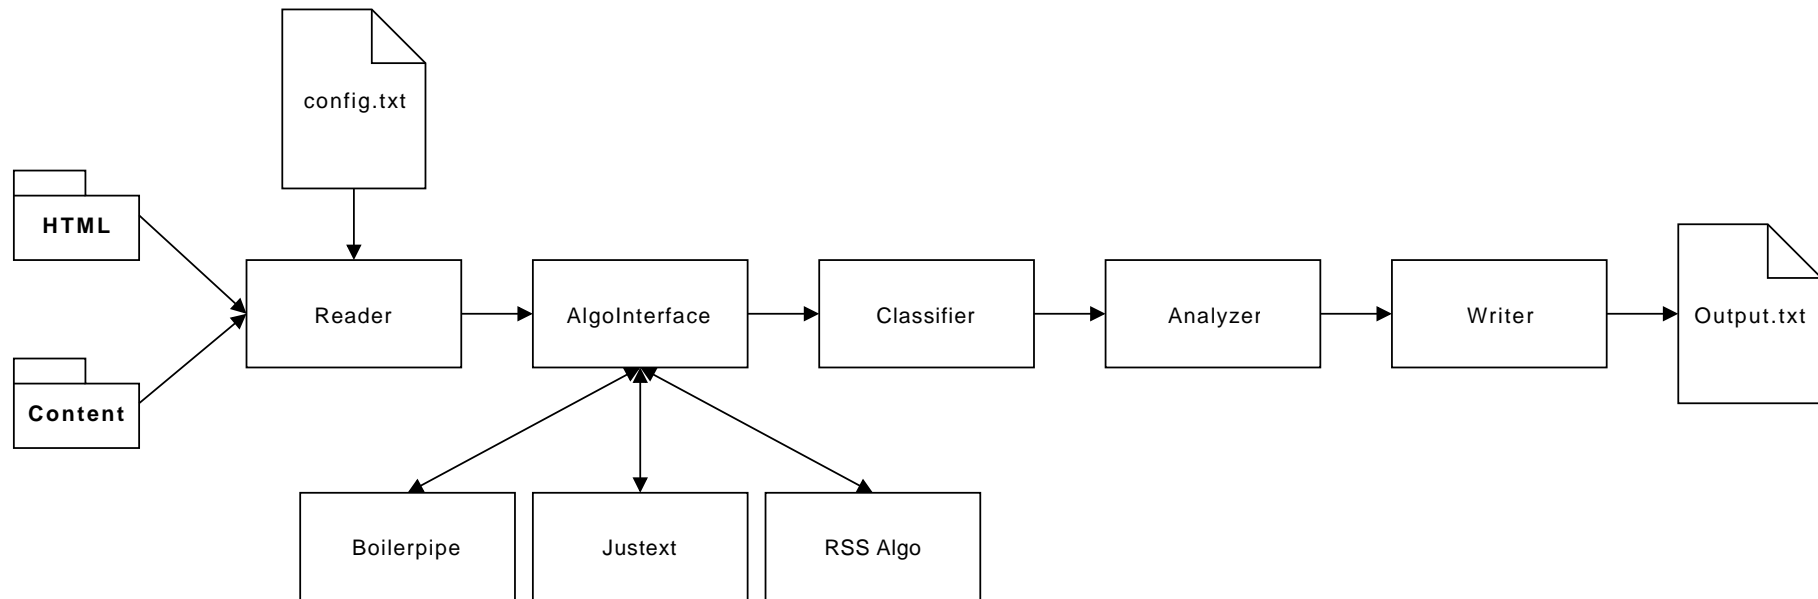 config.txt
HTML
Content
Reader
AlgoInterface
Classifier
Analyzer
Writer
Output.txt
Boilerpipe
Justext
RSS Algo